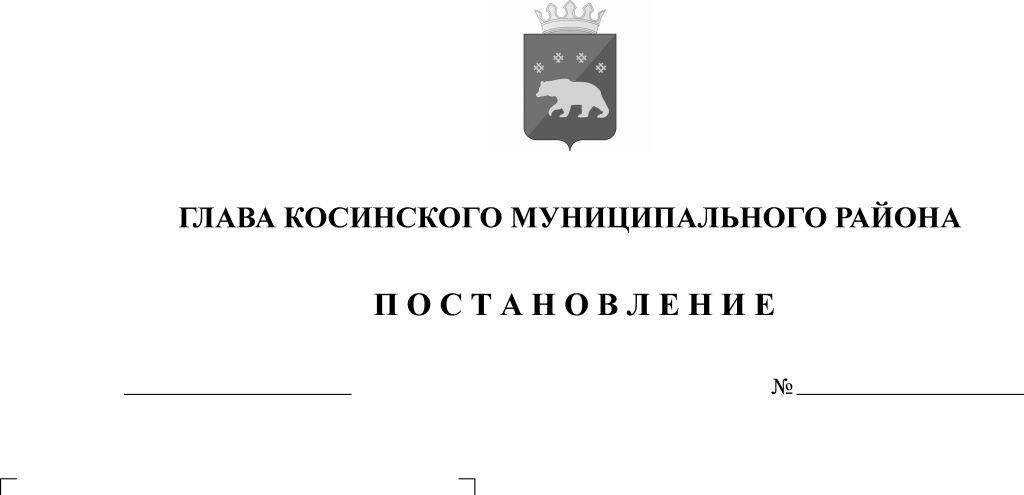 ГЛАВА КОСИНСКОГО МУНИЦИПАЛЬНОГО РАЙОНА
П О С Т А Н О В Л Е Н И Е
№